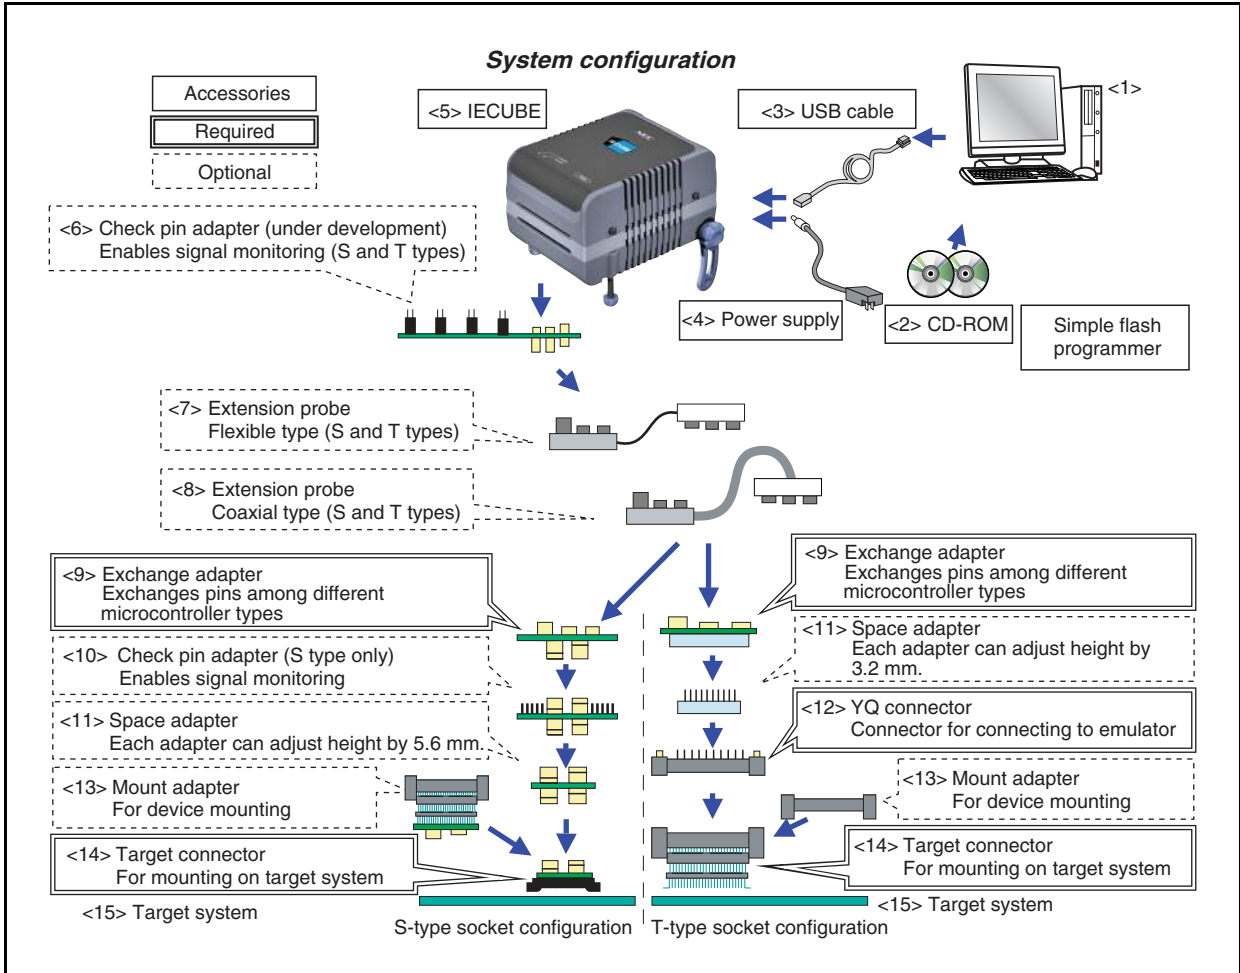 System configuration
Accessories
Required
Optional
<5> IECUBE
<3> USB cable
<1>
NEC
<6> Check pin adapter (under development)
Enables signal monitoring (S and T types)
<4> Power supply
<2> CD-ROM
Simple flash
programmer
<7> Extension probe
Flexible type (S and T types)
<8> Extension probe
Coaxial type (S and T types)
<9> Exchange adapter
Exchanges pins among different
microcontroller types
<10> Check pin adapter (S type only)
Enables signal monitoring
<11> Space adapter
Each adapter can adjust height by 5.6 mm.
<13> Mount adapter
For device mounting
<14> Target connector
For mounting on target system
<15> Target system
S-type socket configuration
<9> Exchange adapter
Exchanges pins among different
microcontroller types
<11> Space adapter
Each adapter can adjust height by
3.2 mm.
<12> YQ connector
Connector for connecting to emulator
<13> Mount adapter
For device mounting
<14> Target connector
For mounting on target system
<15> Target system
T-type socket configuration